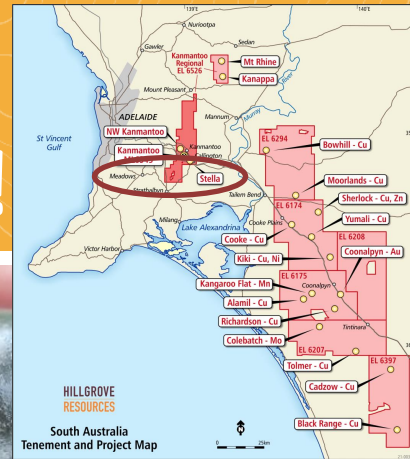 139°E
140°E
Nuriootpa
Sedan
Gawler
Kanmantoo
Regional
EL 6526
Mt Rhine
Kanappa
Mount Pleasant
River
Murray
ADELAIDE
Mannum
NW Kanmantoo
St Vincent
Gulf
Kanmantoo
Callington
EL 6294
Bowhill - Cu
Meadows
Stella
Strathalbyn
Tailem Bend
Moorlands - Cu
Sherlock - Cu, Zn
EL 6174
Milang
Cooke Plains
Yumali - Cu
Lake Alexandrina
EL 6208
Victor Harbor
Cooke - Cu
Coonalpyn - Au
Kiki - Cu, Ni
EL 6175
Kangaroo Flat - Mn
Coonalpyn
Alamil - Cu
Richardson - Cu
Tintinara
Colebatch - Mo
EL 6207
Tolmer - Cu
EL 6397
Cadzow - Cu
HILLGROVE
RESOURCES
Black Range - Cu
South Australia
Tenement and Project Map
0 25km